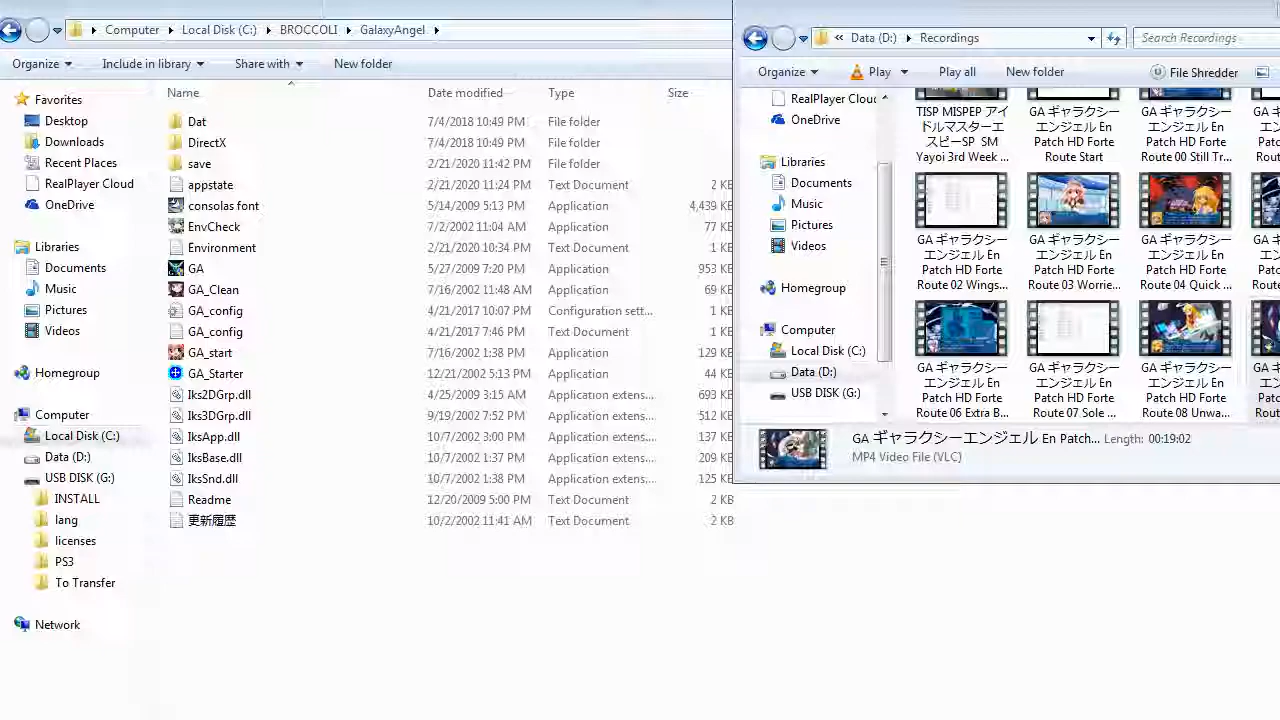 Computer Local Disk (C:) BROCCOLI GalaxyAngel
Organize Include in library Share with New folder
Name Date modified Type Size
Favorites
Desktop
Downloads
Recent Places
RealPlayer Cloud
OneDrive
Libraries
Documents
Music
Pictures
Videos
Homegroup
Computer
Local Disk (C:)
Data (D:)
USB DISK (G:)
INSTALL
lang
licenses
PS3
To Transfer
Network
Dat 7/4/2018 10:49 PM File folder
DirectX 7/4/2018 10:49 PM File folder
save 2/21/2020 11:42 PM File folder
appstate 2/21/2020 11:24 PM Text Document 2 KB
consolas font 5/14/2009 5:13 PM Application 4,439 KB
EnvCheck AM Application 77 KB
Environment 2/21/2020 10:34 PM Text Document 1 KB
GA 5/27/2009 7:20 PM Application 953 KB
GA_Clean 7/16/2002 11:48 AM Application 69 KB
GA_config 4/21/2017 10:07 PM Configuration sett... 1 KB
GA_config 4/21/2017 7:46 PM Text Document 1 KB
GA_start 7/16/2002 1:38 PM Application 129 KB
GA_Starter 12/21/2002 5:13 PM Application 44 KB
Iks2DGrp.dll 4/25/2009 3:15 AM Application extens... 693 KB
Iks3DGrp.dll 9/19/2002 7:52 PM Application extens... 512 KB
IksApp.dll 10/7/2002 3:00 PM Application extens... 137 KB
IksBase.dll 10/7/2002 1:37 PM Application extens... 209 KB
IksSnd.dll 10/7/2002 1:38 PM Application extens... 125 KB
Readme 12/20/2009 5:00 PM Text Document 2 KB
更新履歴 10/2/2002 11:41 AM Text Document 2 KB
« Data (D:) Recordings Search Recordings
Organize Play Play all New folder File Shredder
RealPlayer Cloud
OneDrive
Libraries
Documents
Music
Pictures
Videos
Homegroup
Computer
Local Disk (C:)
Data (D:)
USB DISK (G:)
TISP MISPEP アイ
ドルマスターエ
スピーSP SM
Yayoi 3rd Week ...
GA ギャラクシー
エンジェル En
Patch HD Forte
Route Start
GA ギャラクシー
エンジェル En
Patch HD Forte
Route 00 Still Tr...
GA ギャラクシー
エンジェル En
Patch HD Forte
Route 02 Wings...
GA ギャラクシー
エンジェル En
Patch HD Forte
Route 03 Worrie...
GA ギャラクシー
エンジェル En
Patch HD Forte
Route 04 Quick ...
GA ギャラクシー
エンジェル En
Patch HD Forte
Route 06 Extra B...
GA ギャラクシー
エンジェル En
Patch HD Forte
Route 07 Sole ...
GA ギャラクシー
エンジェル En
Patch HD Forte
Route 08 Unwa...
GA ギャラクシーエンジェル En Patch... Length: 00:19:02
MP4 Video File (VLC)